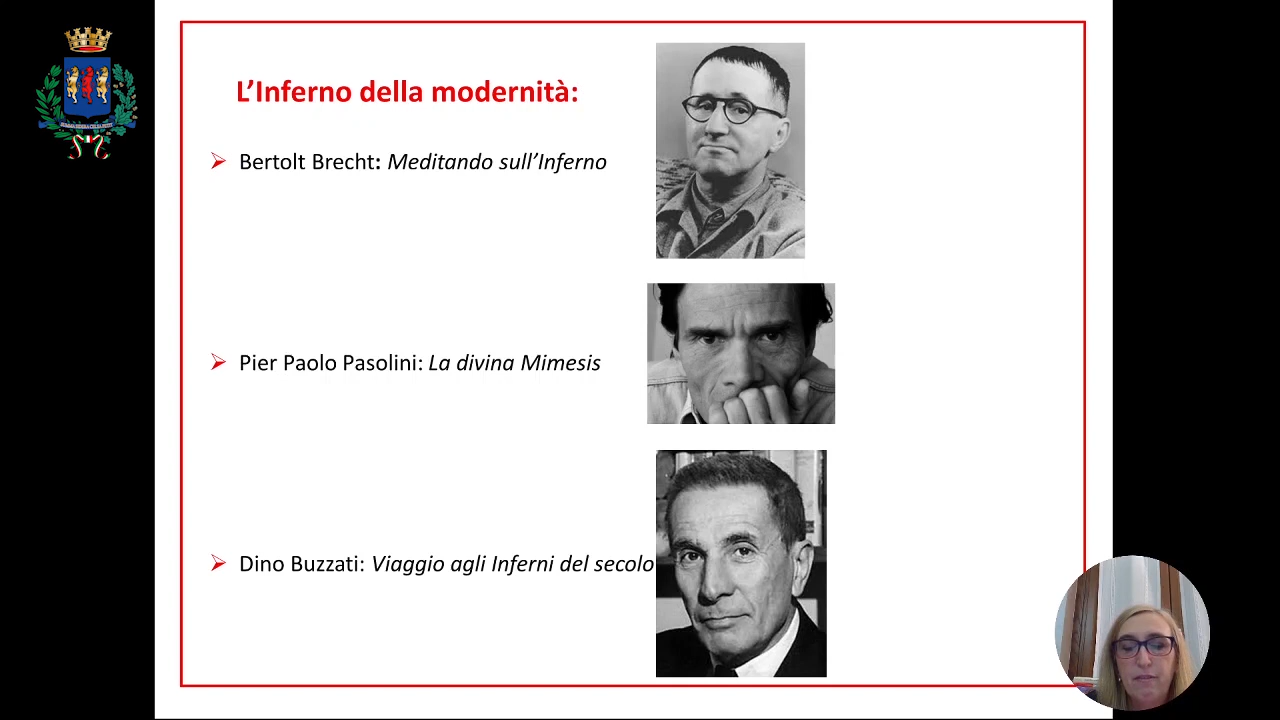 L’Inferno della modernità:
Bertolt Brecht: Meditando sull’Inferno
Pier Paolo Pasolini: La divina Mimesis
Dino Buzzati: Viaggio agli Inferni del secolo